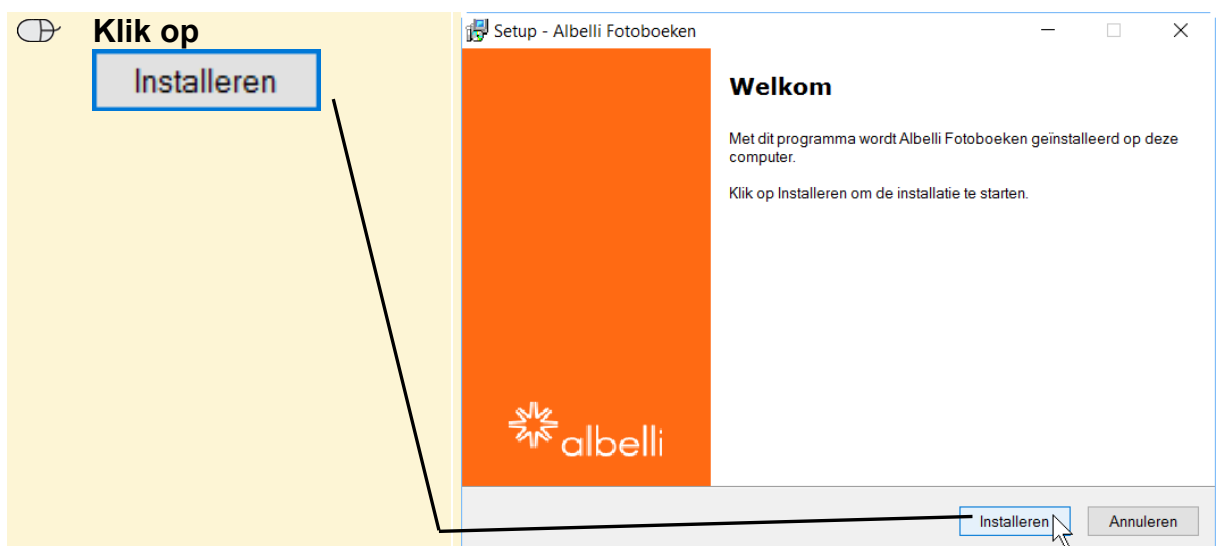 Klik op
Installeren
Setup - Albelli Fotoboeken
Welkom
Met dit programma wordt Albelli Fotoboeken geïnstalleerd op deze
computer.
Klik op Installeren om de installatie te starten.
albelli
Installeren
Annuleren